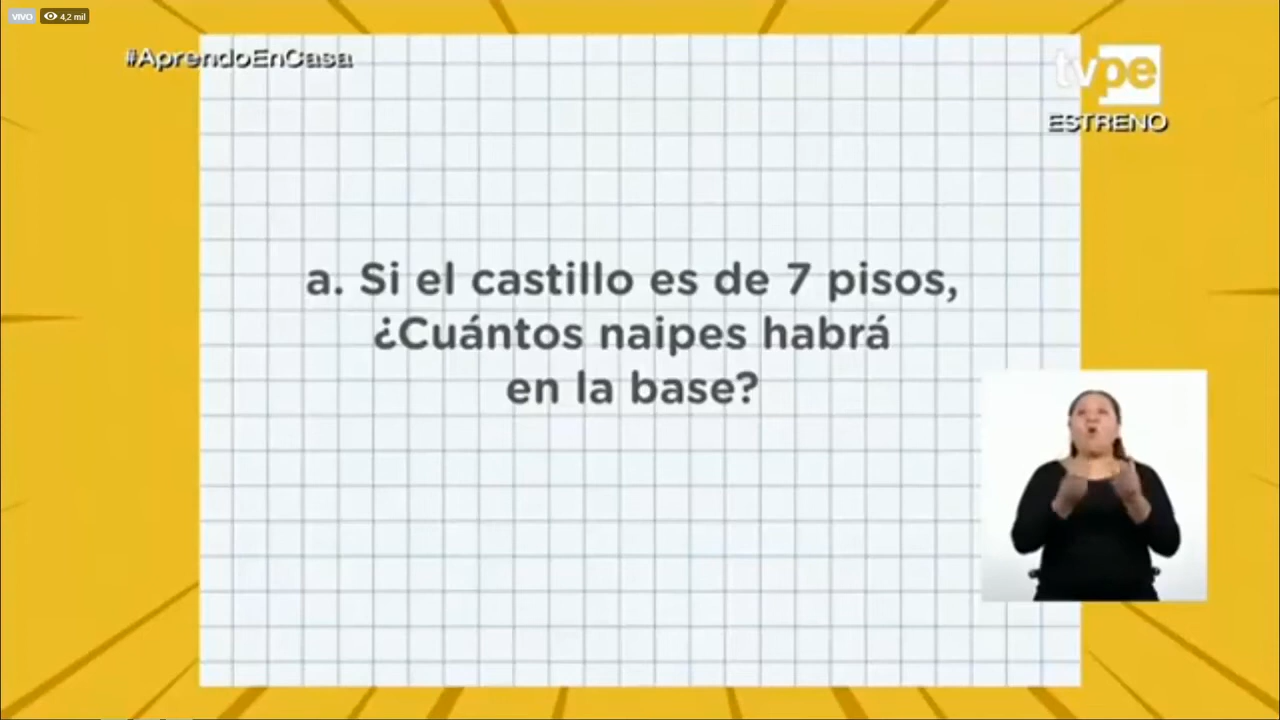 VIVO 4,2 mil
#AprendoEnCasa
tvpe
ESTRENO
a. Si el castillo es de 7 pisos,
¿Cuántos naipes habrá
en la base?